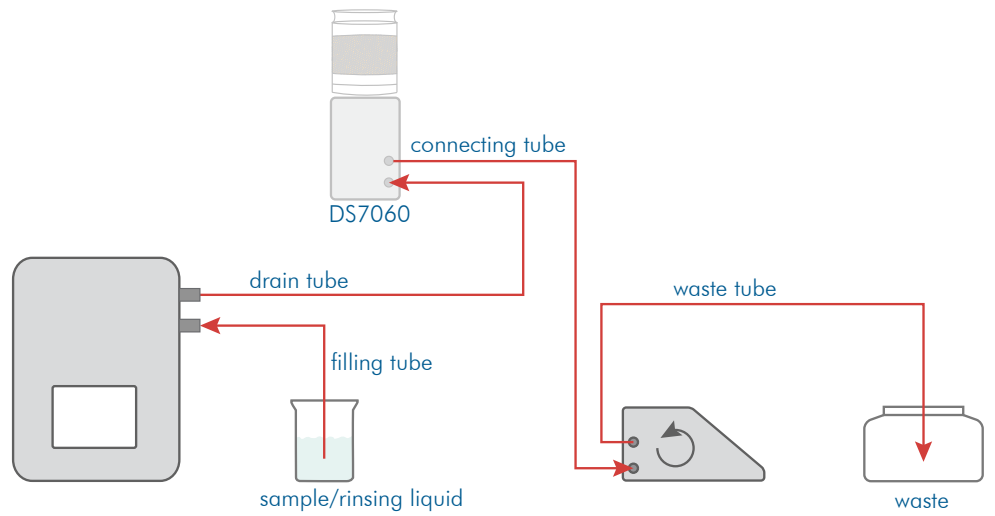 connecting tube
DS7060
drain tube
waste tube
filling tube
sample/rinsing liquid
waste